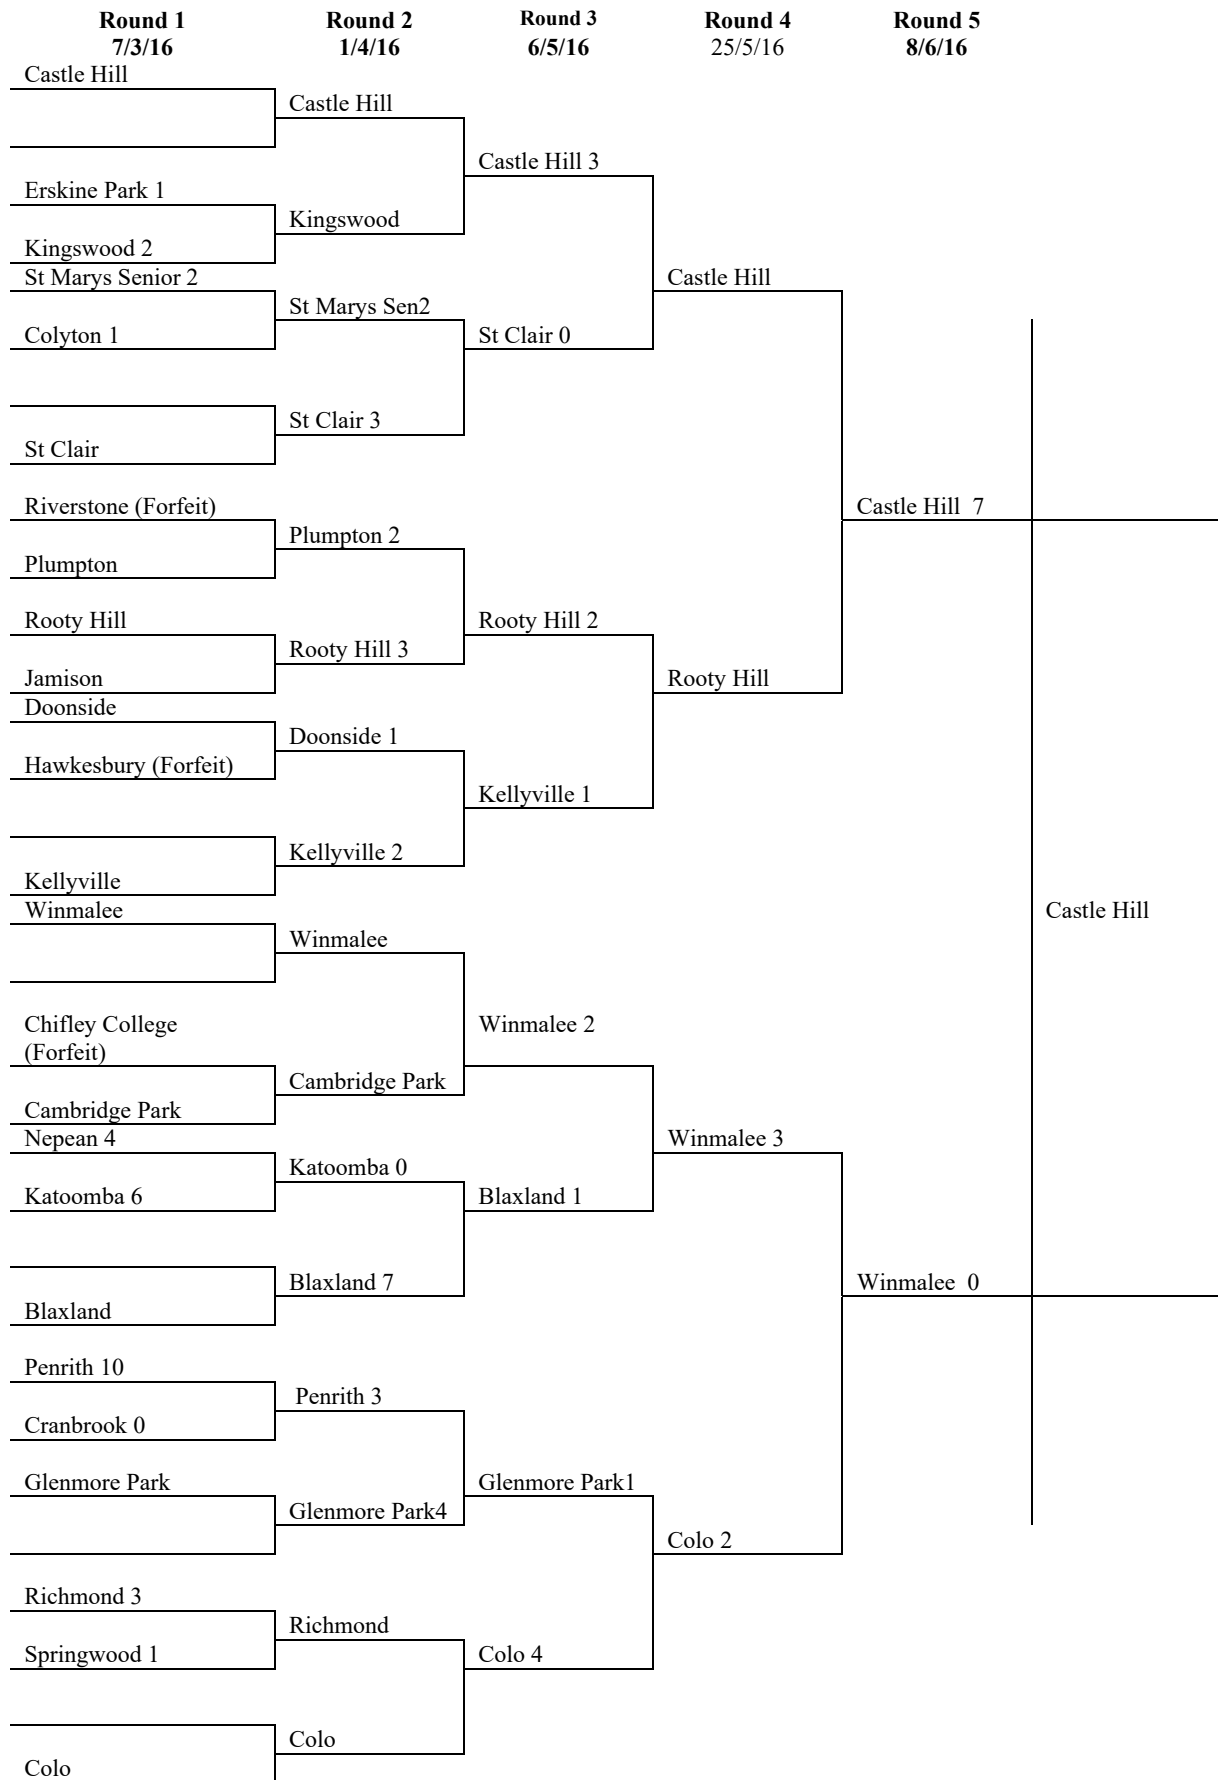 Round 1 Round 2 Round 3 Round 4 Round 5
7/3/16 1/4/16 6/5/16 25/5/16 8/6/16
Castle Hill
Castle Hill
Castle Hill 3
Erskine Park 1
Kingswood
Kingswood 2
St Marys Senior 2
Castle Hill
St Marys Sen2
Colyton 1
St Clair 0
St Clair 3
St Clair
Riverstone (Forfeit)
Castle Hill  7
Plumpton 2
Plumpton
Rooty Hill
Rooty Hill 2
Rooty Hill 3
Jamison
Rooty Hill
Doonside
Doonside 1
Hawkesbury (Forfeit)
Kellyville 1
Kellyville 2
Kellyville
Winmalee
Castle Hill
Winmalee
Chifley College
(Forfeit)
Winmalee 2
Cambridge Park
Cambridge Park
Nepean 4
Winmalee 3
Katoomba 0
Katoomba 6
Blaxland 1
Blaxland 7
Winmalee  0
Blaxland
Penrith 10
Penrith 3
Cranbrook 0
Glenmore Park
Glenmore Park1
Glenmore Park4
Colo 2
Richmond 3
Richmond
Springwood 1
Colo 4
Colo
Colo